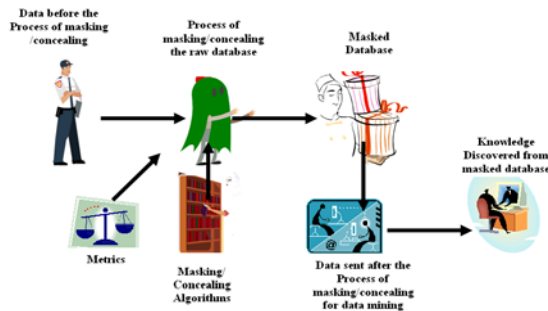 Data before the
Process of masking
/concealing
Process of
masking/concealing
the raw database
Masked
Database
Knowledge
Discovered from
masked database
Metrics
Masking/
Concealing
Algorithms
@
Data sent after the
Process of
masking/concealing
for data mining